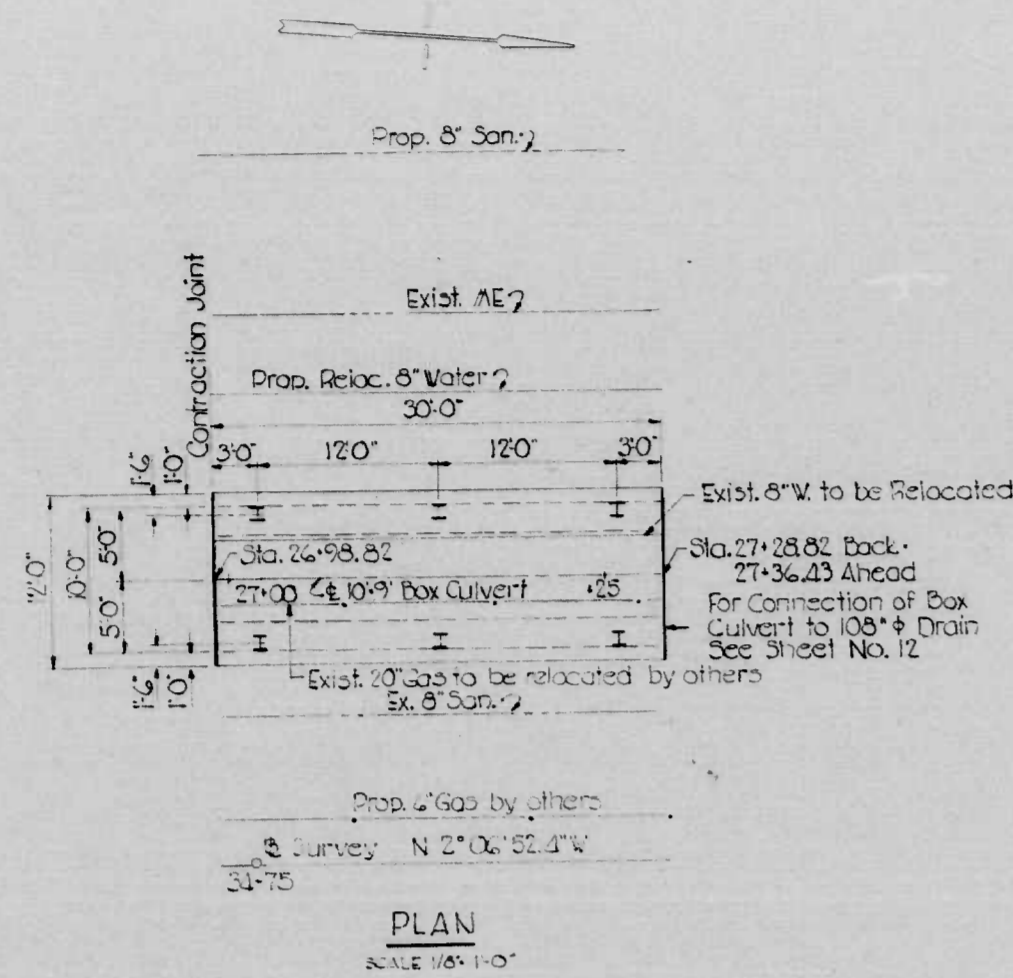 Prop. 8" San.
Contraction Joint
Exist. ME
Prop. Reloc. 8" Water
30'-0"
3'-0" 12'-0" 12'-0" 3'-0"
1'-6" 1'-0"
Exist. 8" W. to be Relocated
12'-0" 10'-0" 5'-0" 5'-0"
Sta. 26+98.82
Sta. 27+28.82 Back.
27+36.43 Ahead
27+00 ℄ 10'×9' Box Culvert +25
For Connection of Box
Culvert to 108" ϕ Drain
See Sheet No. 12
1'-6" 1'-0"
Exist. 20" Gas to be relocated by others
Ex. 8" San.
Prop. 6" Gas by others
Survey N 2° 06' 52.4" W
34+75
PLAN
SCALE 1/8"=1'-0"